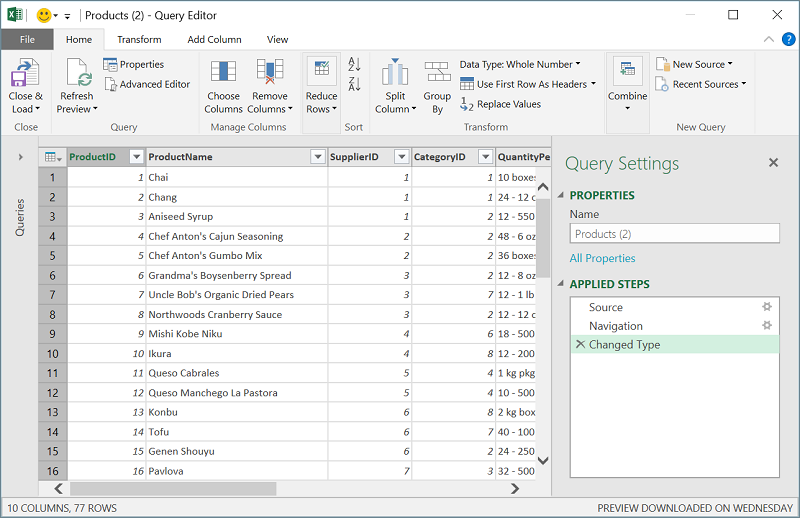 Products (2) - Query Editor
File Home Transform Add Column View
Close & Load
Refresh Preview
Properties
Advanced Editor
Choose Columns
Remove Columns
Reduce Rows
Split Column
Group By
Data Type: Whole Number
Use First Row As Headers
Replace Values
Combine
New Source
Recent Sources
Close Query Manage Columns Sort Transform New Query
Queries
ProductID ProductName SupplierID CategoryID QuantityPe
1 1 Chai 1 1 10 boxes
2 2 Chang 1 1 24 - 12 o
3 3 Aniseed Syrup 1 2 12 - 550
4 4 Chef Anton's Cajun Seasoning 2 2 48 - 6 oz
5 5 Chef Anton's Gumbo Mix 2 2 36 boxes
6 6 Grandma's Boysenberry Spread 3 2 12 - 8 oz
7 7 Uncle Bob's Organic Dried Pears 3 7 12 - 1 lb
8 8 Northwoods Cranberry Sauce 3 2 12 - 12 o
9 9 Mishi Kobe Niku 4 6 18 - 500
10 10 Ikura 4 8 12 - 200
11 11 Queso Cabrales 5 4 1 kg pkg
12 12 Queso Manchego La Pastora 5 4 10 - 500
13 13 Konbu 6 8 2 kg box
14 14 Tofu 6 7 40 - 100
15 15 Genen Shouyu 6 2 24 - 250
16 16 Pavlova 7 3 32 - 500
Query Settings
PROPERTIES
Name
Products (2)
All Properties
APPLIED STEPS
Source
Navigation
Changed Type
10 COLUMNS, 77 ROWS PREVIEW DOWNLOADED ON WEDNESDAY